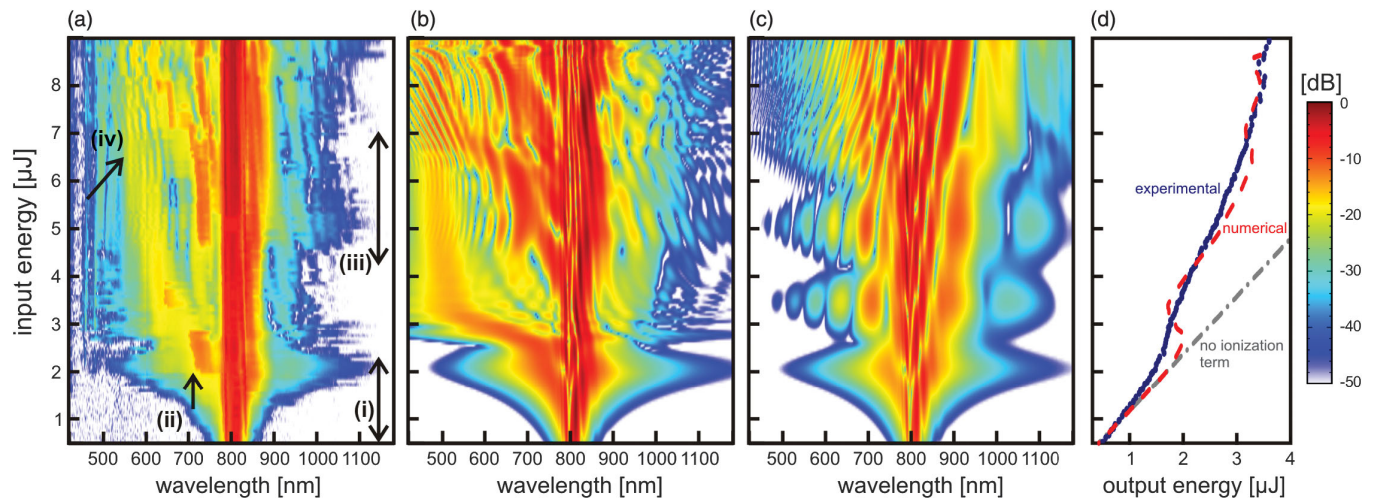 (a)
(b)
(c)
(d)
[dB]
input energy [µJ]
8
7
6
5
4
3
2
1
(iv)
(iii)
(ii)
(i)
500 600 700 800 900 1000 1100
wavelength [nm]
500 600 700 800 900 1000 1100
wavelength [nm]
500 600 700 800 900 1000 1100
wavelength [nm]
experimental
numerical
no ionization
term
1 2 3 4
output energy [µJ]
0
-10
-20
-30
-40
-50